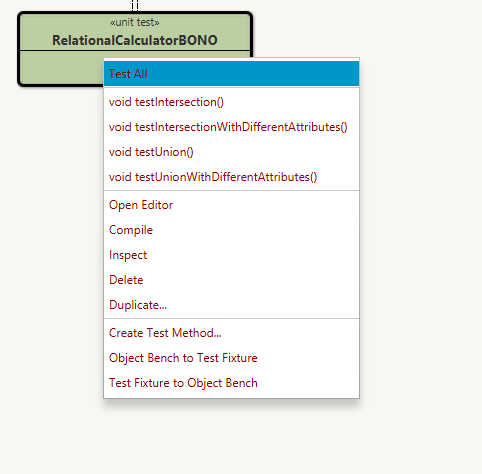 «unit test»
RelationalCalculatorBONO
Test All
void testIntersection()
void testIntersectionWithDifferentAttributes()
void testUnion()
void testUnionWithDifferentAttributes()
Open Editor
Compile
Inspect
Delete
Duplicate...
Create Test Method...
Object Bench to Test Fixture
Test Fixture to Object Bench